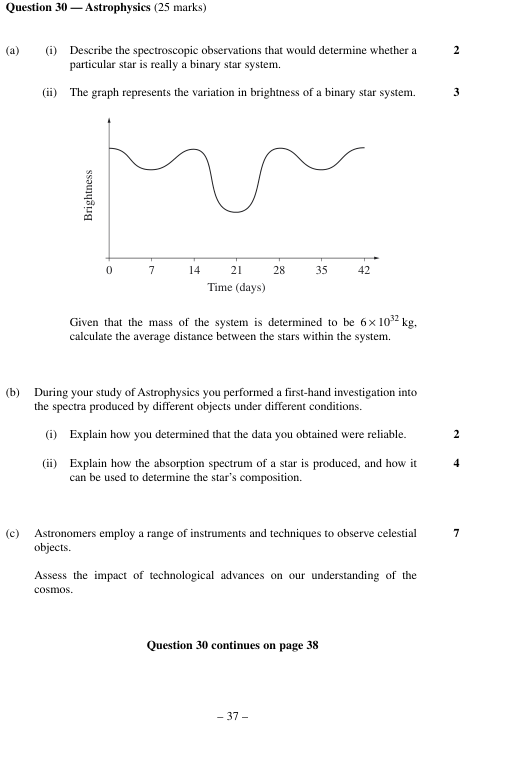 Question 30 — Astrophysics (25 marks)
(a) (i) Describe the spectroscopic observations that would determine whether a 2
particular star is really a binary star system.
(ii) The graph represents the variation in brightness of a binary star system. 3
Brightness
0 7 14 21 28 35 42
Time (days)
Given that the mass of the system is determined to be 6 × 10³² kg,
calculate the average distance between the stars within the system.
(b) During your study of Astrophysics you performed a first-hand investigation into
the spectra produced by different objects under different conditions.
(i) Explain how you determined that the data you obtained were reliable. 2
(ii) Explain how the absorption spectrum of a star is produced, and how it 4
can be used to determine the star's composition.
(c) Astronomers employ a range of instruments and techniques to observe celestial 7
objects.
Assess the impact of technological advances on our understanding of the
cosmos.
Question 30 continues on page 38
– 37 –